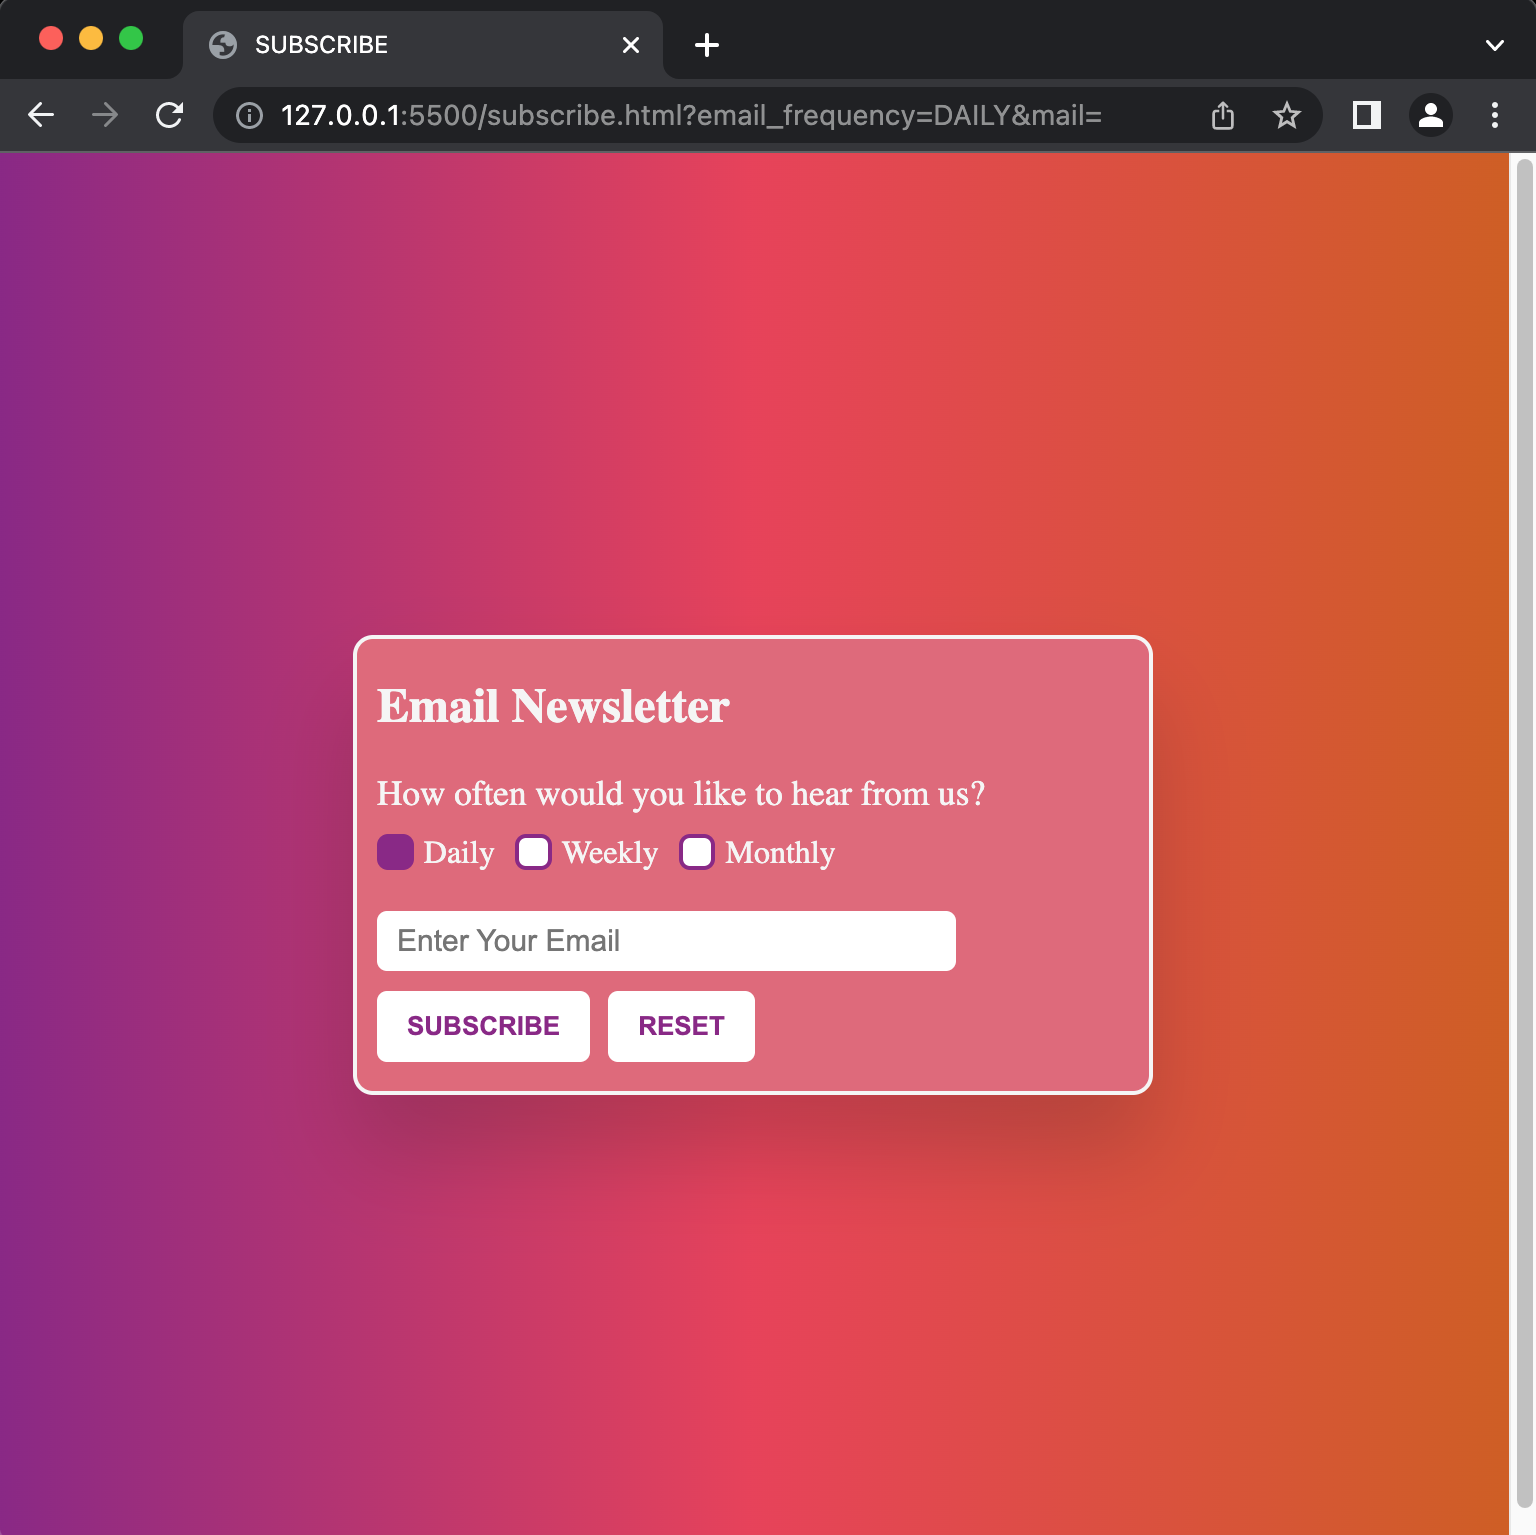 SUBSCRIBE
127.0.0.1:5500/subscribe.html?email_frequency=DAILY&mail=
Email Newsletter
How often would you like to hear from us?
Daily Weekly Monthly
Enter Your Email
SUBSCRIBE RESET